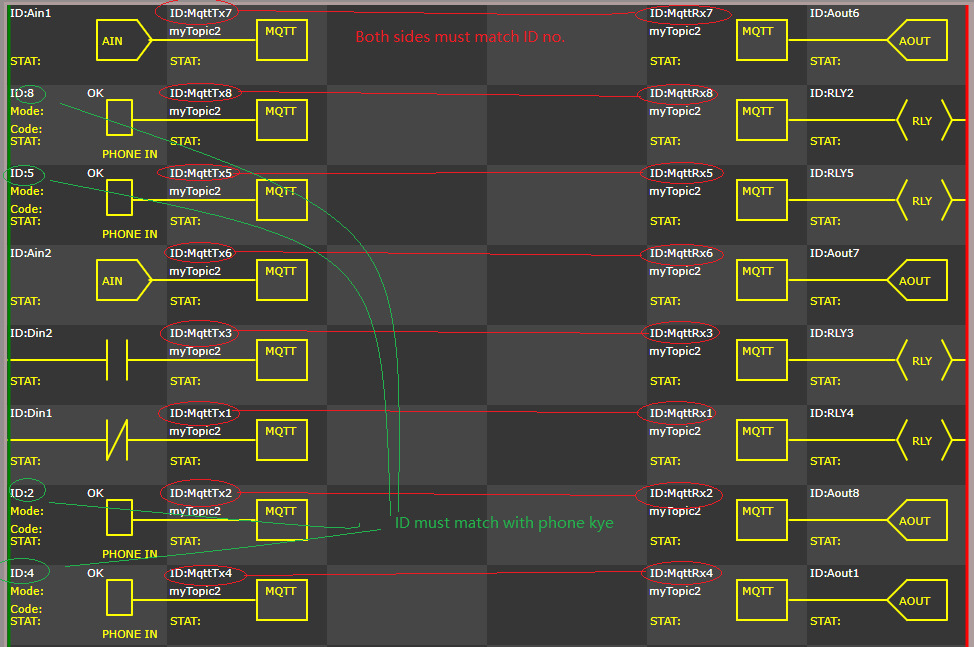 ID:Ain1 ID:MqttTx7 ID:MqttRx7 ID:Aout6
myTopic2 myTopic2
AIN MQTT Both sides must match ID no. MQTT AOUT
STAT: STAT: STAT: STAT:
ID:8 OK ID:MqttTx8 ID:MqttRx8 ID:RLY2
Mode: myTopic2 MQTT myTopic2 MQTT
Code: RLY
STAT: STAT: STAT: STAT:
PHONE IN
ID:5 OK ID:MqttTx5 ID:MqttRx5 ID:RLY5
Mode: myTopic2 MQTT myTopic2 MQTT
Code: RLY
STAT: STAT: STAT: STAT:
PHONE IN
ID:Ain2 ID:MqttTx6 ID:MqttRx6 ID:Aout7
myTopic2 MQTT myTopic2 MQTT
AIN AOUT
STAT: STAT: STAT: STAT:
ID:Din2 ID:MqttTx3 ID:MqttRx3 ID:RLY3
myTopic2 MQTT myTopic2 MQTT
RLY
STAT: STAT: STAT: STAT:
ID:Din1 ID:MqttTx1 ID:MqttRx1 ID:RLY4
myTopic2 MQTT myTopic2 MQTT
RLY
STAT: STAT: STAT: STAT:
ID:2 OK ID:MqttTx2 ID:MqttRx2 ID:Aout8
Mode: myTopic2 MQTT myTopic2 MQTT
Code: ID must match with phone kye AOUT
STAT: STAT: STAT: STAT:
PHONE IN
ID:4 OK ID:MqttTx4 ID:MqttRx4 ID:Aout1
Mode: myTopic2 MQTT myTopic2 MQTT
Code: AOUT
STAT: STAT: STAT: STAT:
PHONE IN